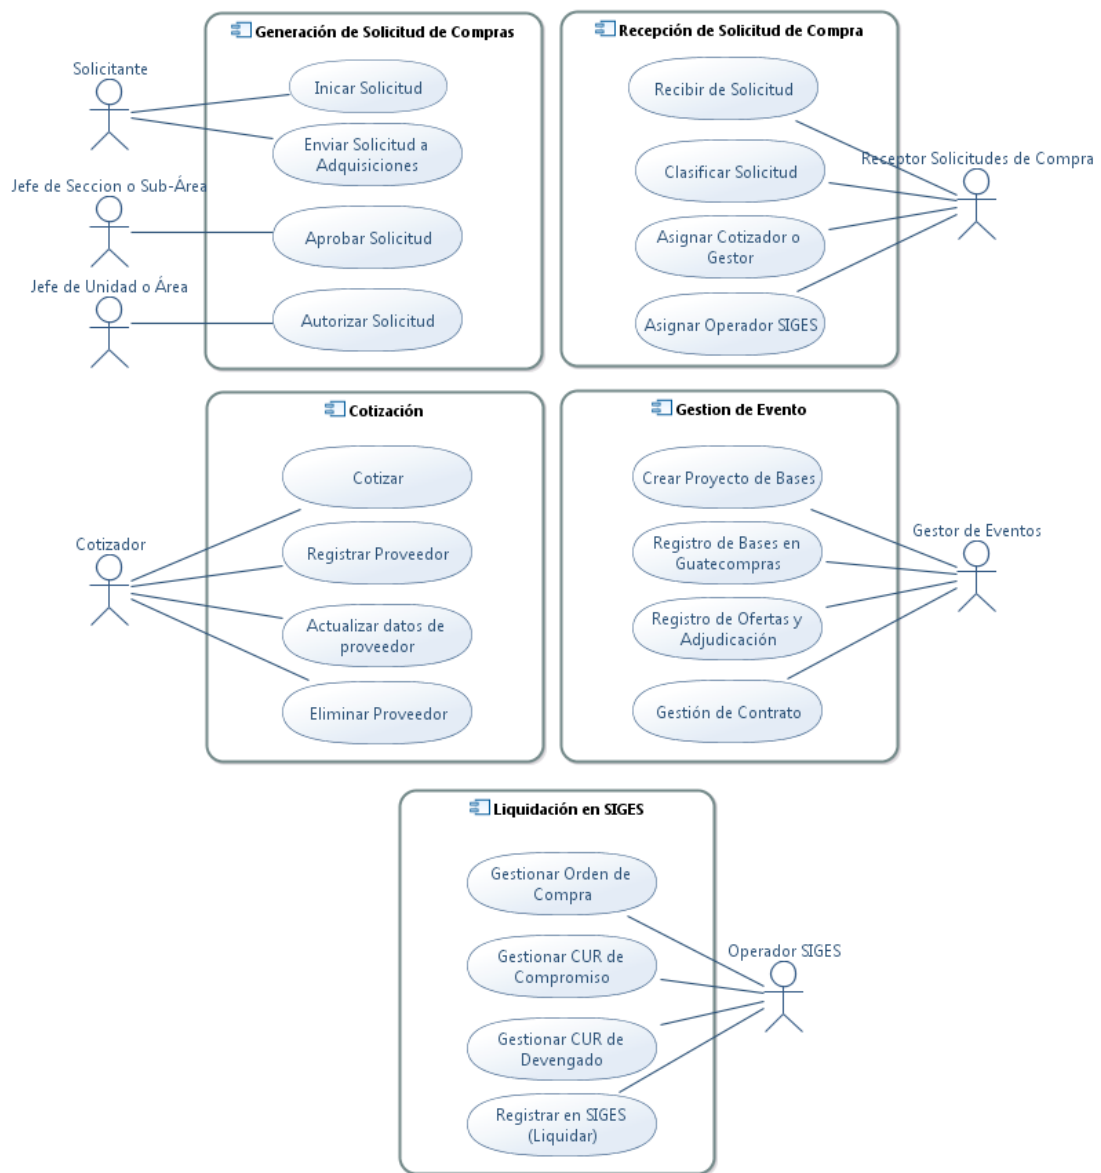 Generación de Solicitud de Compras
Solicitante
Inicar Solicitud
Enviar Solicitud a
Adquisiciones
Jefe de Seccion o Sub-Área
Aprobar Solicitud
Jefe de Unidad o Área
Autorizar Solicitud
Recepción de Solicitud de Compra
Recibir de Solicitud
Receptor Solicitudes de Compra
Clasificar Solicitud
Asignar Cotizador o
Gestor
Asignar Operador SIGES
Cotización
Cotizar
Cotizador
Registrar Proveedor
Actualizar datos de
proveedor
Eliminar Proveedor
Gestion de Evento
Crear Proyecto de Bases
Gestor de Eventos
Registro de Bases en
Guatecompras
Registro de Ofertas y
Adjudicación
Gestión de Contrato
Liquidación en SIGES
Gestionar Orden de
Compra
Operador SIGES
Gestionar CUR de
Compromiso
Gestionar CUR de
Devengado
Registrar en SIGES
(Liquidar)